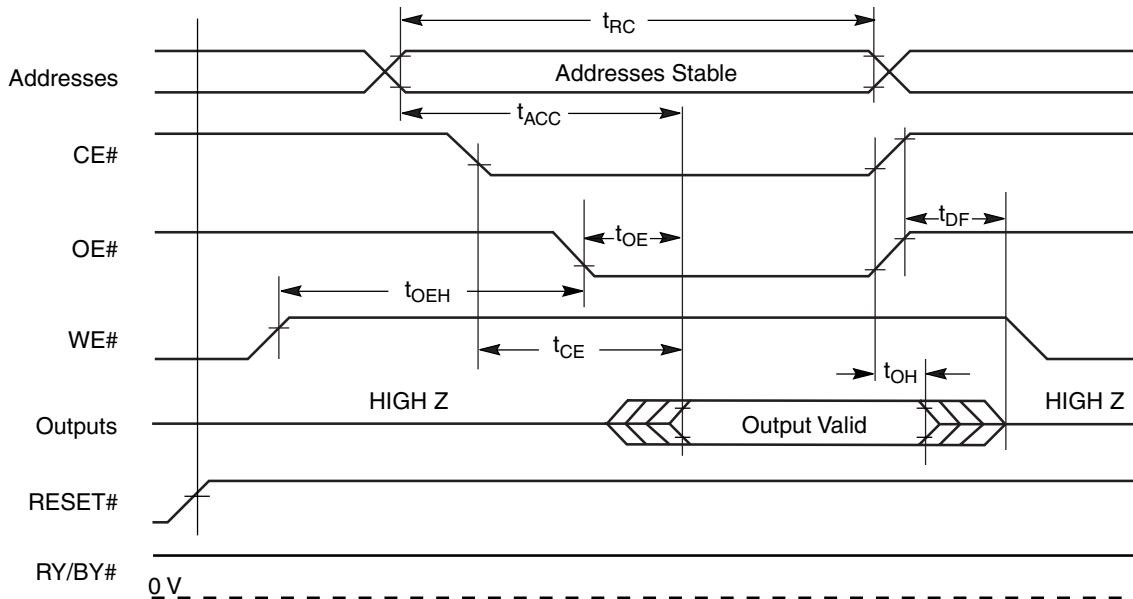 tRC
Addresses
Addresses Stable
tACC
CE#
tDF
OE#
tOE
tOEH
WE#
tCE
tOH
HIGH Z
HIGH Z
Outputs
Output Valid
RESET#
RY/BY#
0 V